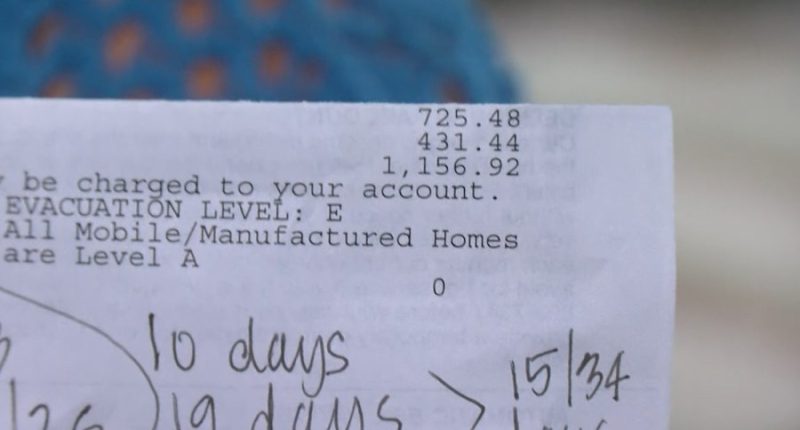 725.48
431.44
1,156.92
be charged to your account.
EVACUATION LEVEL: E
All Mobile/Manufactured Homes
are Level A
0
10 days
19 days > 15/34